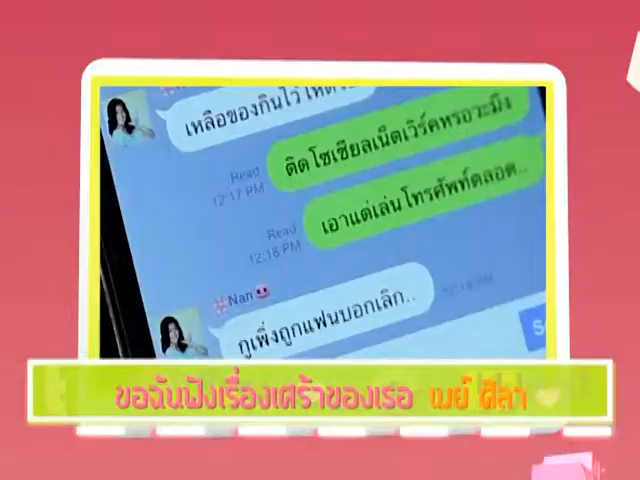 เหลือของกินไว้
ติดโซเชียลเน็ตเวิร์คหรอวะมึง
Read
12:17 PM
เอาแต่เล่นโทรศัพท์ตลอด..
Read
12:18 PM
Nan
กูเพิ่งถูกแฟนบอกเลิก..
12:18 PM
ขอฉันฟังเรื่องเศร้าของเธอ เมย์ ศิลา